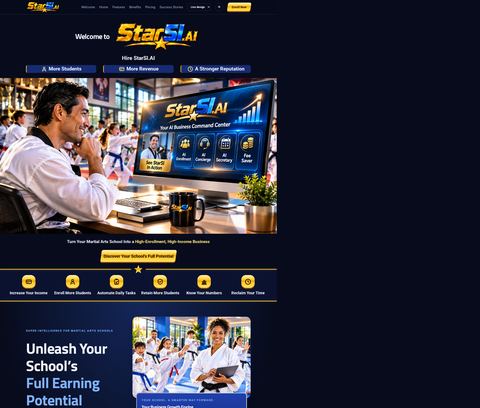 StarSI.AI
Welcome Home Features Benefits Pricing Success Stories
Enroll Now
Welcome to StarSI.AI
Hire StarSI.AI
More Students More Revenue A Stronger Reputation
StarSI.AI
Your AI Business Command Center
See StarSI In Action
AI Enrollment
AI Concierge
AI Secretary
Fee Saver
StarSI.AI
Turn Your Martial Arts School Into a High-Enrollment, High-Income Business
Discover Your School's Full Potential
Increase Your Income Enroll More Students Automate Daily Tasks Retain More Students Know Your Numbers Reclaim Your Time
SUPER INTELLIGENCE FOR MARTIAL ARTS SCHOOLS
Unleash Your
School's
Full Earning
Potential
YOUR SCHOOL. A SMARTER WAY FORWARD.
Your Business Growth Engine